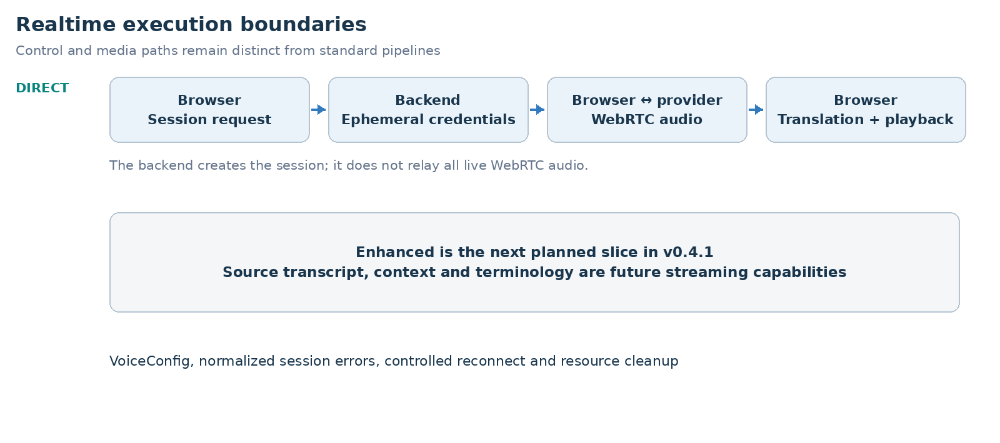 Realtime execution boundaries
Control and media paths remain distinct from standard pipelines
DIRECT
Browser
Session request
Backend
Ephemeral credentials
Browser ↔ provider
WebRTC audio
Browser
Translation + playback
The backend creates the session; it does not relay all live WebRTC audio.
Enhanced is the next planned slice in v0.4.1
Source transcript, context and terminology are future streaming capabilities
VoiceConfig, normalized session errors, controlled reconnect and resource cleanup